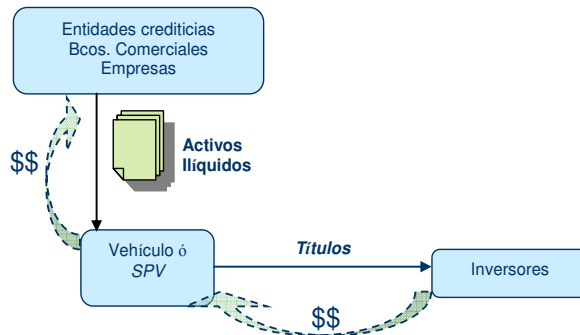 Entidades crediticias
Bcos. Comerciales
Empresas
$$
Activos
Ilíquidos
Vehículo ó
SPV
Títulos
Inversores
$$